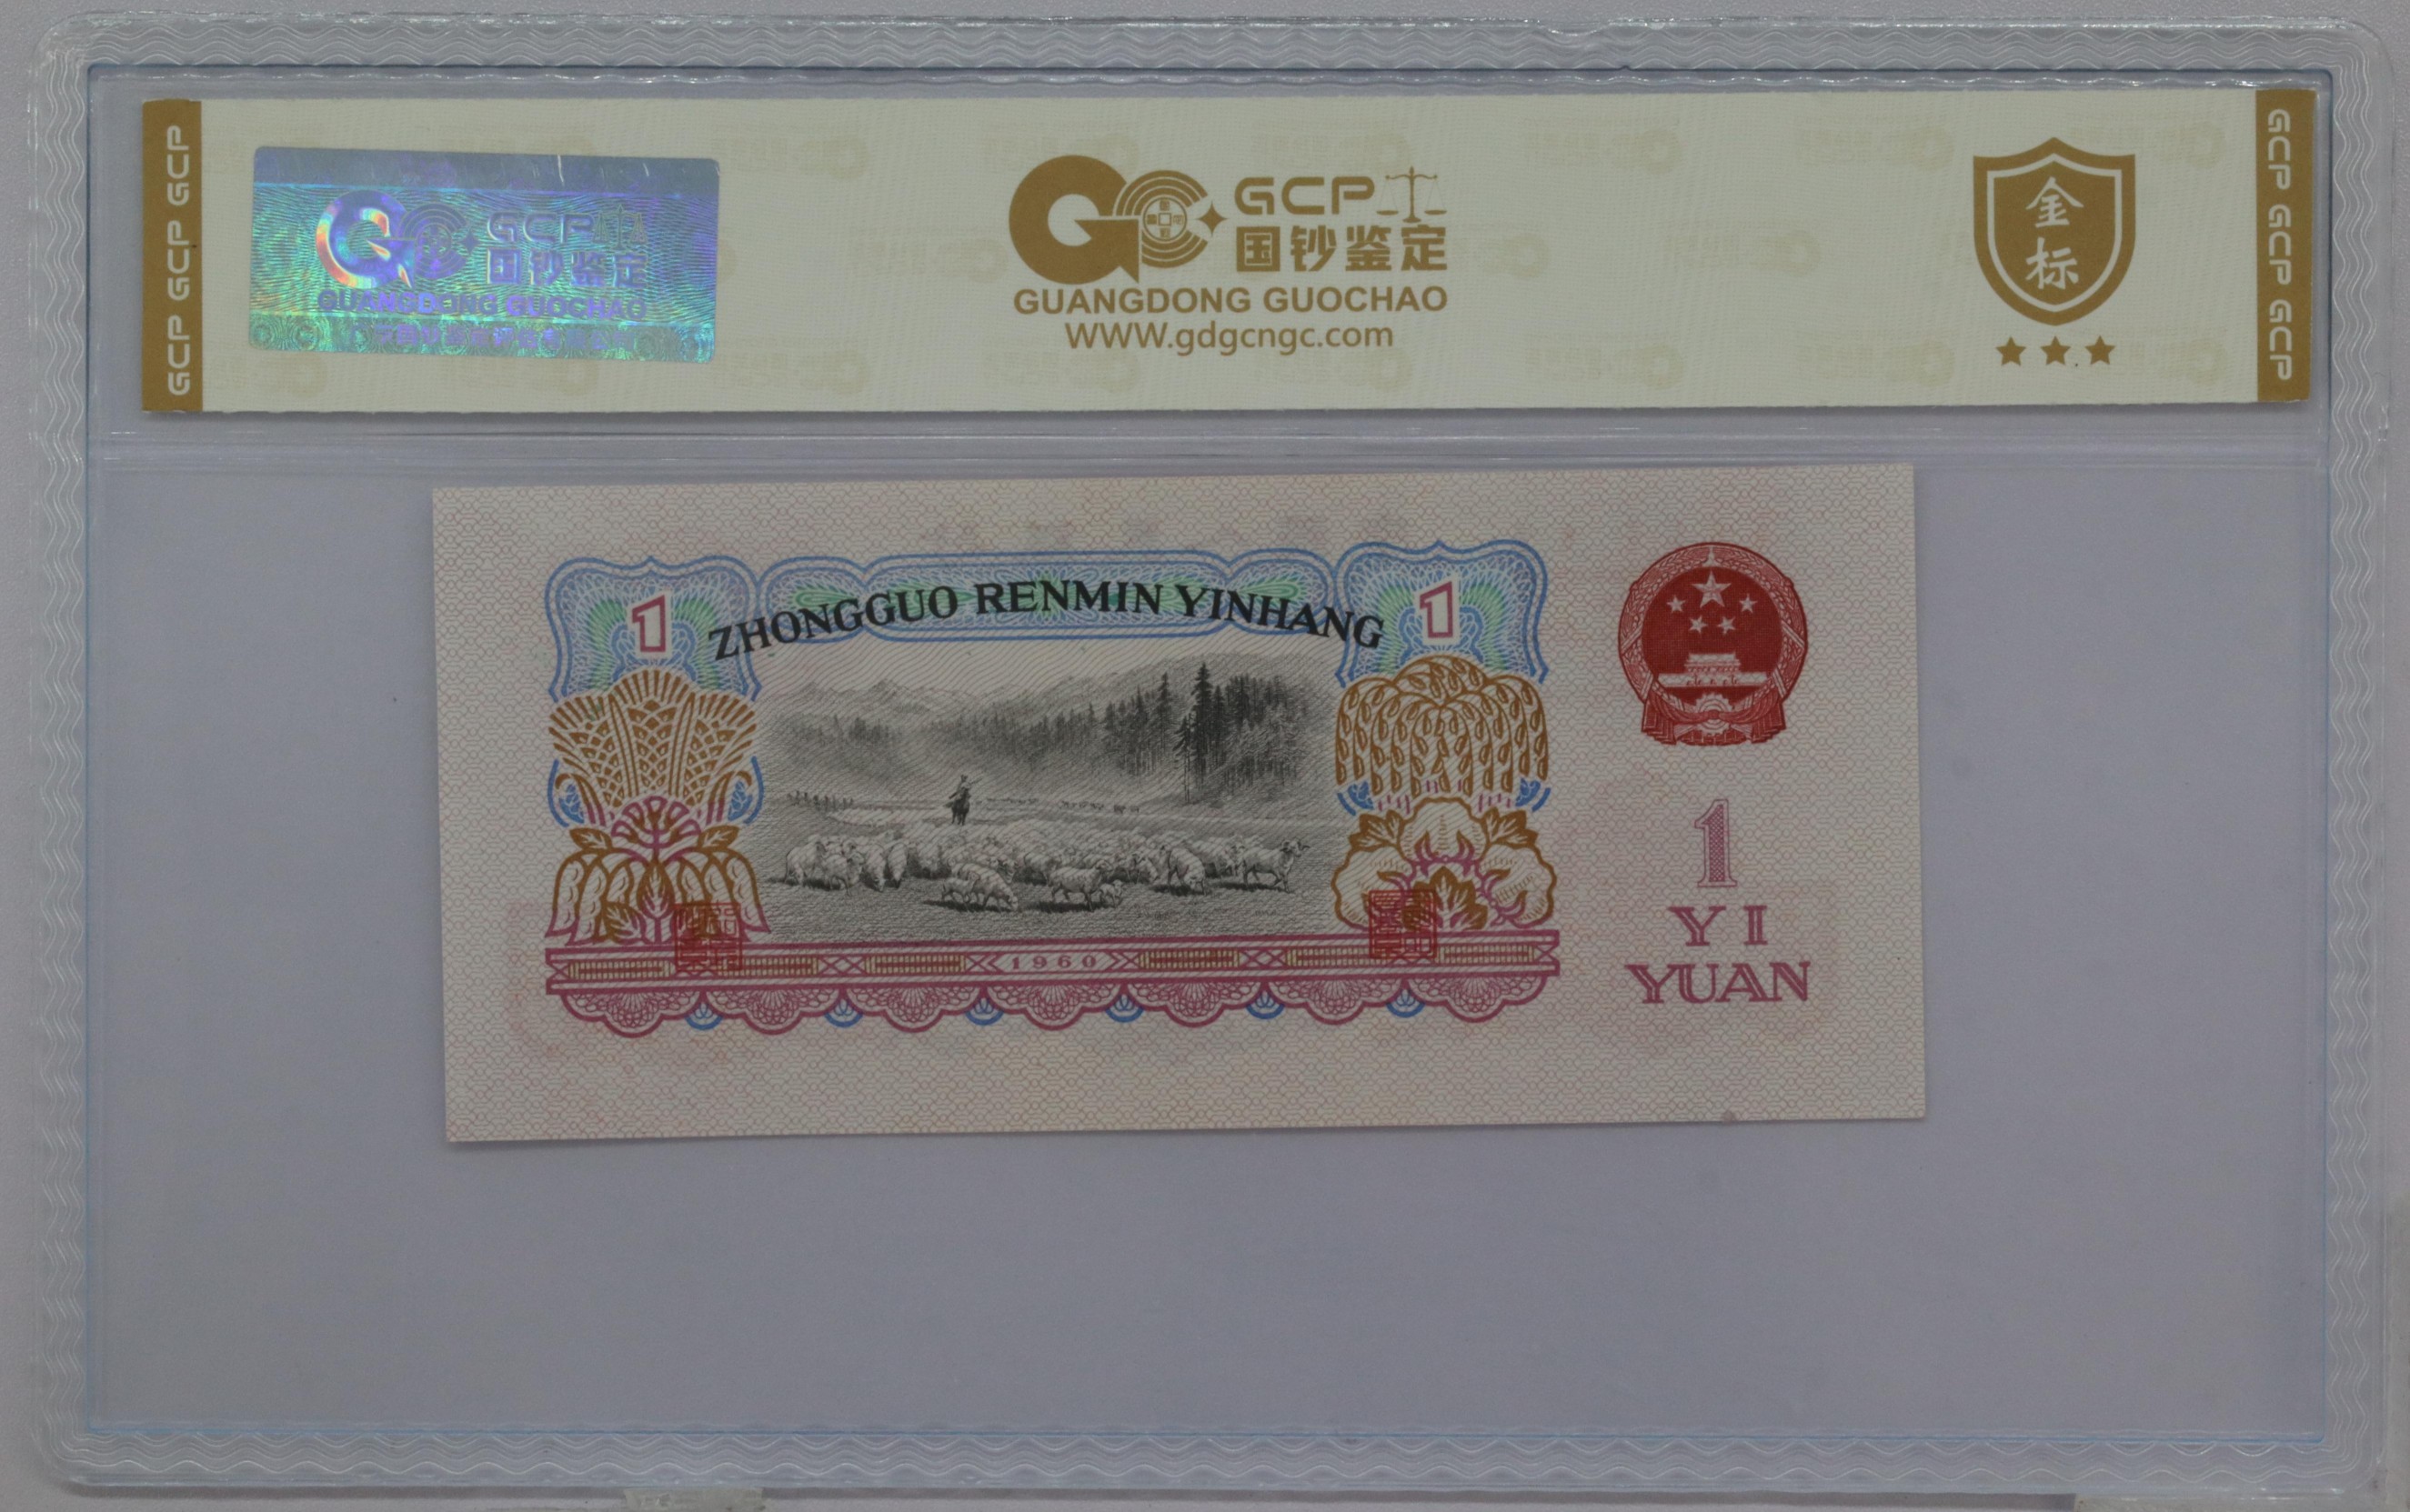 GCP GCP GCP
GCP
国钞鉴定
GUANGDONG GUOCHAO
GCP
国钞鉴定
GUANGDONG GUOCHAO
WWW.gdgcngc.com
金
标
GCP GCP GCP
1
ZHONGGUO RENMIN YINHANG
1
1
YI
YUAN
1960